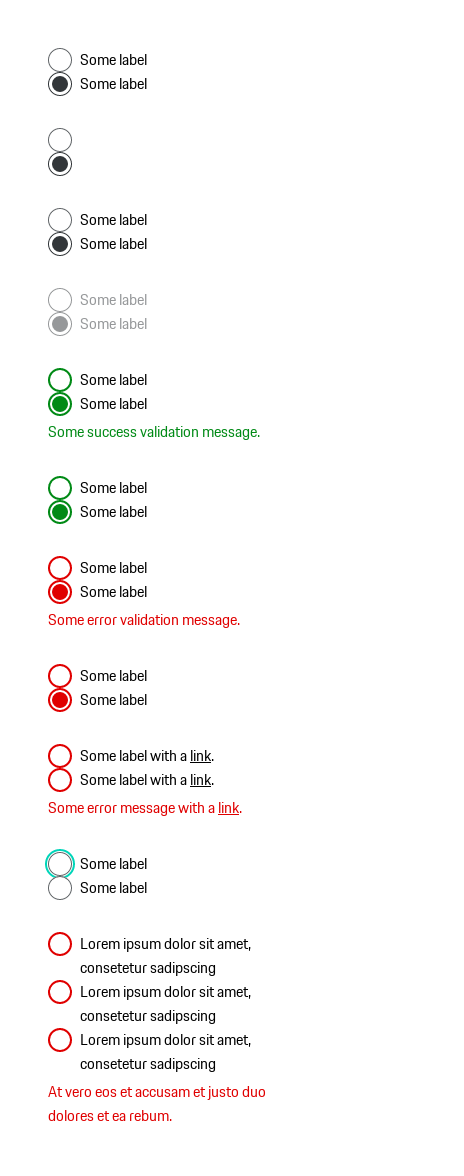 Some label
Some label
Some label
Some label
Some label
Some label
Some label
Some label
Some success validation message.
Some label
Some label
Some label
Some label
Some error validation message.
Some label
Some label
Some label with a link.
Some label with a link.
Some error message with a link.
Some label
Some label
Lorem ipsum dolor sit amet,
consetetur sadipscing
Lorem ipsum dolor sit amet,
consetetur sadipscing
Lorem ipsum dolor sit amet,
consetetur sadipscing
At vero eos et accusam et justo duo
dolores et ea rebum.